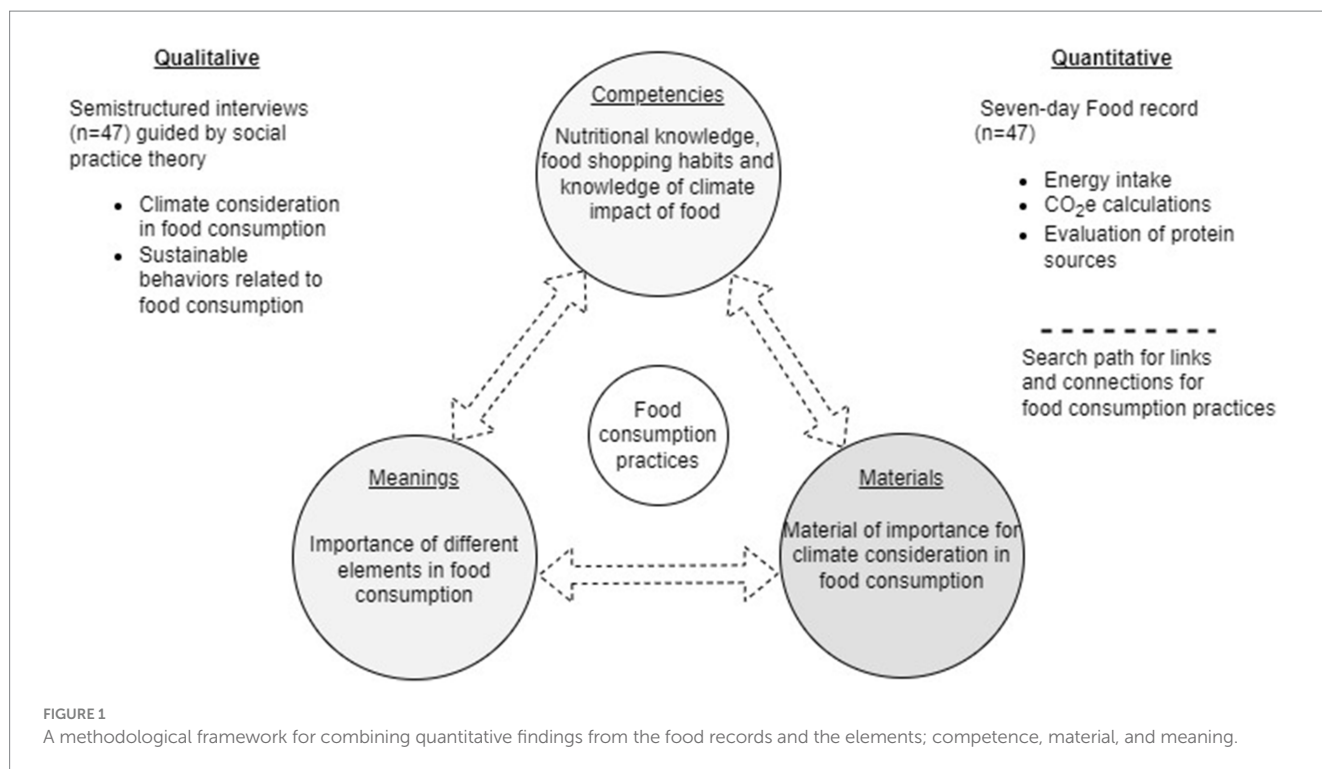 Qualitalive
Semistructured interviews
(n=47) guided by social
practice theory
• Climate consideration
in food consumption
• Sustainable
behaviors related to
food consumption
Competencies
Nutritional knowledge,
food shopping habits and
knowledge of climate
impact of food
Quantitative
Seven-day Food record
(n=47)
• Energy intake
• CO₂e calculations
• Evaluation of protein
sources
Search path for links
and connections for
food consumption practices
Food
consumption
practices
Meanings
Importance of different
elements in food
consumption
Materials
Material of importance for
climate consideration in
food consumption
FIGURE 1
A methodological framework for combining quantitative findings from the food records and the elements; competence, material, and meaning.